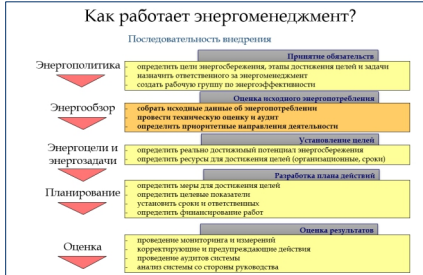 Как работает энергоменеджмент?
Последовательность внедрения
Энергополитика
Принятие обязательств
- определить цели энергосбережения, этапы достижения целей и задачи
- назначить ответственного за энергоменеджмент
- создать рабочую группу по энергоэффективности
Энергообзор
Оценка исходного энергопотребления
- собрать исходные данные об энергопотреблении
- провести техническую оценку и аудит
- определить приоритетные направления деятельности
Энергоцели и
энергозадачи
Установление целей
- определить реально достижимый потенциал энергосбережения
- определить ресурсы для достижения целей (организационные, сроки)
Планирование
Разработка плана действий
- определить меры для достижения целей
- определить целевые показатели
- установить сроки и ответственных
- определить финансирование работ
Оценка
Оценка результатов
- проведение мониторинга и измерений
- корректирующие и предупреждающие действия
- проведение аудитов системы
- анализ системы со стороны руководства